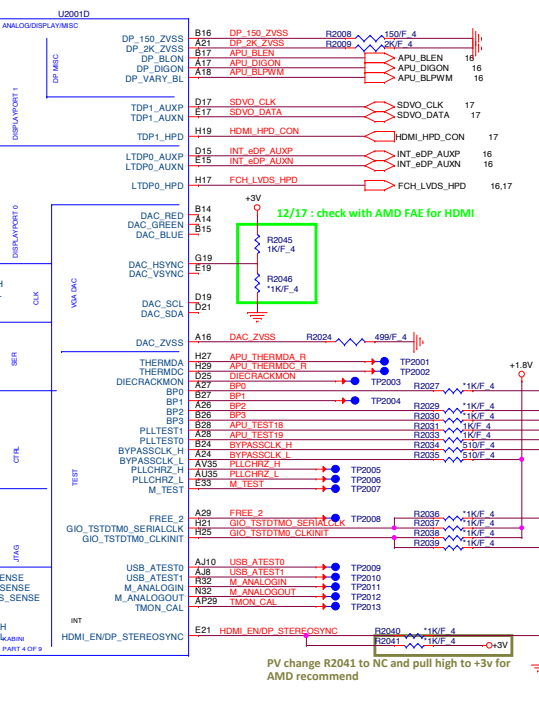 U2001D
ANALOG/DISPLAY/MISC
DP MISC
DISPLAYPORT 1
DP_150_ZVSS B16 DP_150_ZVSS R2008 150/F_4
DP_2K_ZVSS A21 DP_2K_ZVSS R2009 2K/F_4
DP_BLON B17 APU_BLEN APU_BLEN 16
DP_DIGON A17 APU_DIGON APU_BLPWM 16
DP_VARY_BL A18 APU_BLPWM APU_DIGON 16
TDP1_AUXP D17 SDVO_CLK SDVO_CLK 17
TDP1_AUXN E17 SDVO_DATA SDVO_DATA 17
TDP1_HPD H19 HDMI_HPD_CON HDMI_HPD_CON 17
LTDP0_AUXP D15 INT_eDP_AUXP INT_eDP_AUXP 16
LTDP0_AUXN E15 INT_eDP_AUXN INT_eDP_AUXN 16
LTDP0_HPD H17 FCH_LVDS_HPD FCH_LVDS_HPD 16,17
DISPLAYPORT 0
+3V
12/17 : check with AMD FAE for HDMI
DAC_RED B14
DAC_GREEN A14
DAC_BLUE B15
R2045
1K/F_4
DAC_HSYNC G19
DAC_VSYNC E19
R2046
*1K/F_4
H
CLK
VGA DAC
DAC_SCL D19
DAC_SDA D21
DAC_ZVSS A16 DAC_ZVSS R2024 499/F_4
SER
THERMDA H27 APU_THERMDA_R TP2001
THERMDC H29 APU_THERMDC_R TP2002
+1.8V
DIECRACKMON D25 DIECRACKMON TP2003
BP0 A27 BP0 R2027 *1K/F_4
BP1 B27 BP1 TP2004
BP2 A26 BP2 R2029 *1K/F_4
BP3 B26 BP3 R2030 *1K/F_4
PLLTEST1 B28 APU_TEST18 R2031 1K/F_4
PLLTEST0 A28 APU_TEST19 R2033 1K/F_4
BYPASSCLK_H B24 BYPASSCLK_H R2034 510/F_4
BYPASSCLK_L A24 BYPASSCLK_L R2035 510/F_4
PLLCHRZ_H AV35 PLLCHRZ_H TP2005
PLLCHRZ_L AU35 PLLCHRZ_L TP2006
M_TEST E33 M_TEST TP2007
CTRL
TEST
FREE_2 A29 FREE_2 TP2008 R2036 *1K/F_4
GIO_TSTDTM0_SERIALCLK H21 GIO_TSTDTM0_SERIALCLK R2037 *1K/F_4
GIO_TSTDTM0_CLKINIT H25 GIO_TSTDTM0_CLKINIT R2038 *1K/F_4
R2039 *1K/F_4
JTAG
USB_ATEST0 AJ10 USB_ATEST0 TP2009
USB_ATEST1 AJ8 USB_ATEST1 TP2010
M_ANALOGIN R32 M_ANALOGIN TP2011
M_ANALOGOUT N32 M_ANALOGOUT TP2012
TMON_CAL AP29 TMON_CAL TP2013
ENSE
SENSE
S_SENSE
INT
H
HDMI_EN/DP_STEREOSYNC E21 HDMI_EN/DP_STEREOSYNC R2040 *1K/F_4
R2041 *1K/F_4 +3V
KABINI
PART 4 OF 9
PV change R2041 to NC and pull high to +3v for
AMD recommend